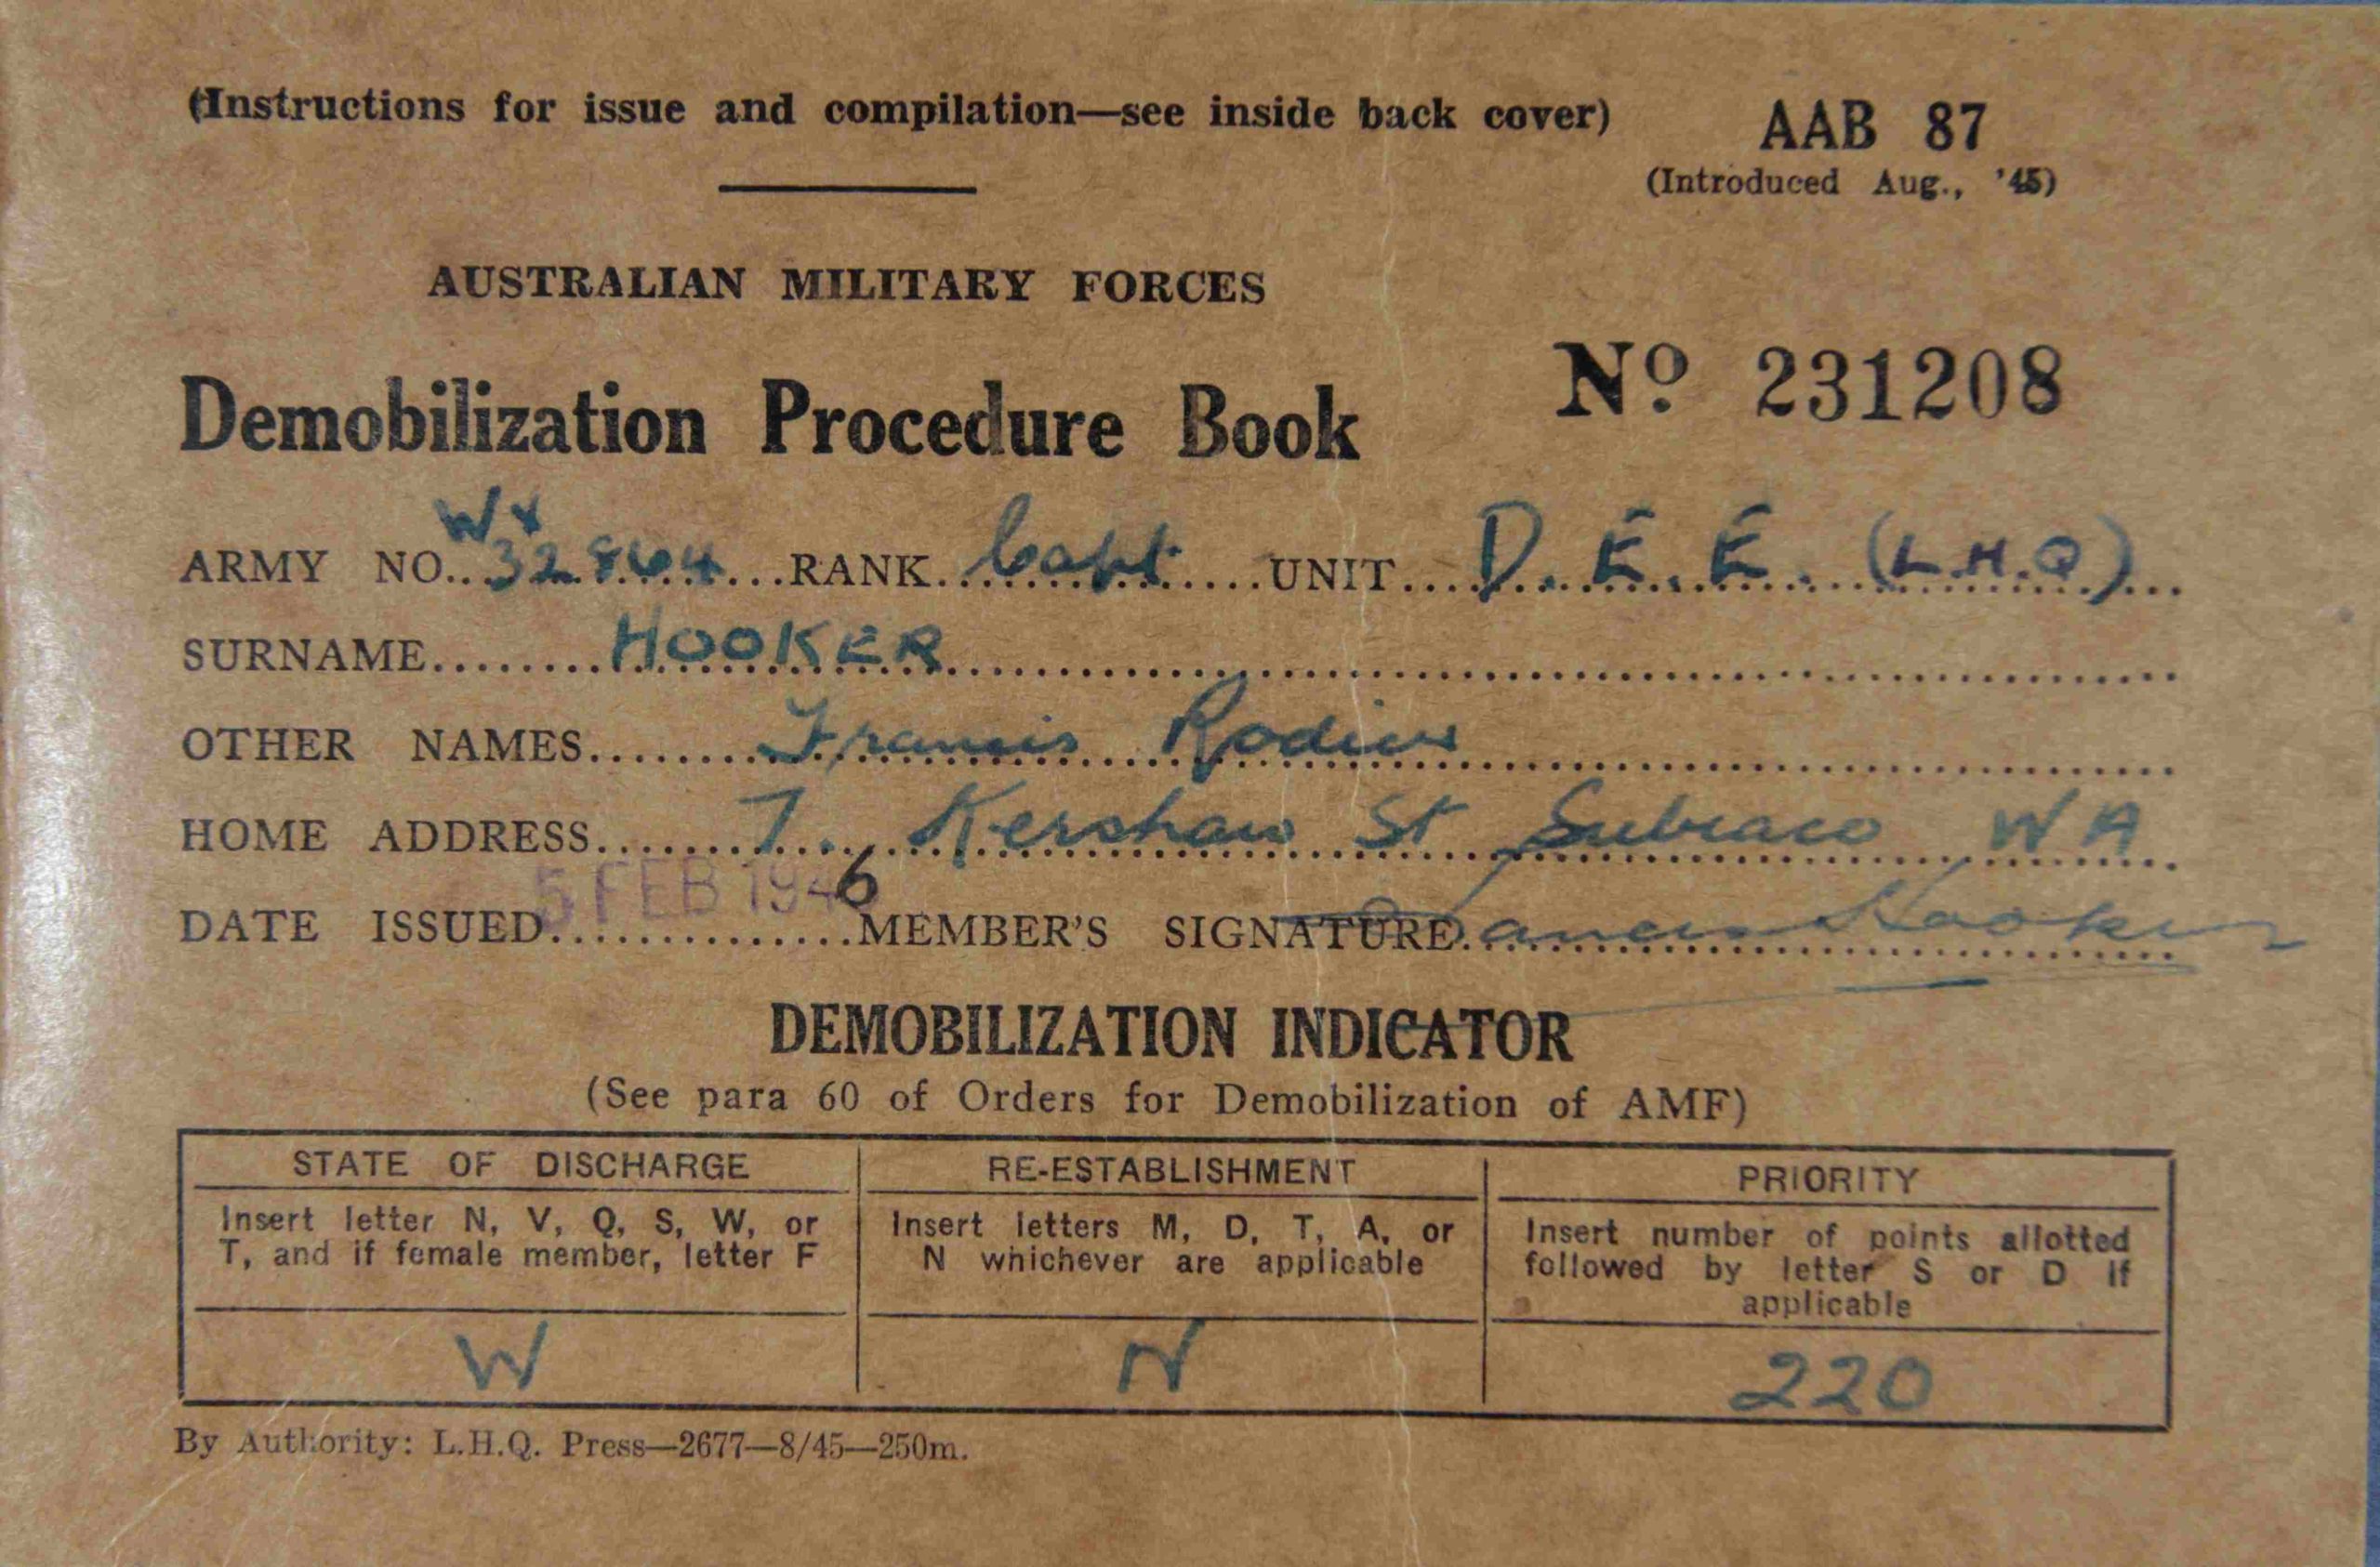 (Instructions for issue and compilation—see inside back cover)
AAB 87
(Introduced Aug., '45)
AUSTRALIAN MILITARY FORCES
Demobilization Procedure Book
No 231208
ARMY NO. WX 32864 RANK Capt UNIT D.E.E. (L.H.Q)
SURNAME HOOKER
OTHER NAMES Francis Rodius
HOME ADDRESS 7. Kershaw St Subiaco WA
DATE ISSUED 5 FEB 1946 MEMBER'S SIGNATURE Francis Hooker
DEMOBILIZATION INDICATOR
(See para 60 of Orders for Demobilization of AMF)
STATE OF DISCHARGE
Insert letter N, V, Q, S, W, or
T, and if female member, letter F
W
RE-ESTABLISHMENT
Insert letters M, D, T, A, or
N whichever are applicable
N
PRIORITY
Insert number of points allotted
followed by letter S or D if
applicable
220
By Authority: L.H.Q. Press—2677—8/45—250m.